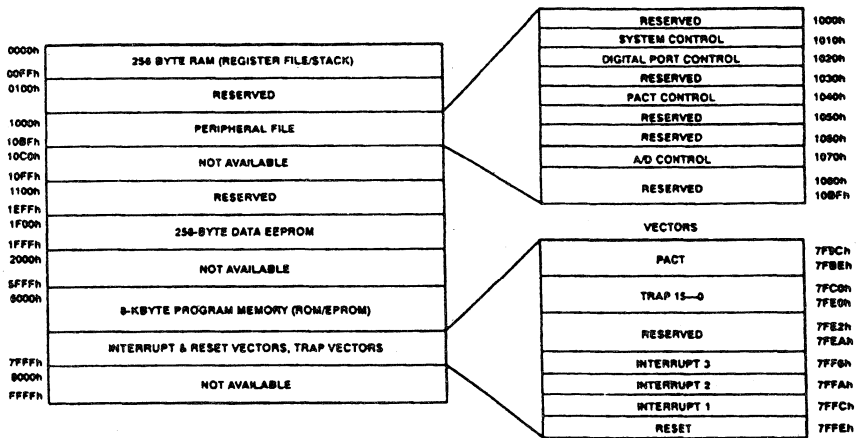 0000h
256 BYTE RAM (REGISTER FILE/STACK)
00FFh
0100h
RESERVED
1000h
PERIPHERAL FILE
10BFh
10C0h
NOT AVAILABLE
10FFh
1100h
RESERVED
1EFFh
1F00h
256-BYTE DATA EEPROM
1FFFh
2000h
NOT AVAILABLE
5FFFh
6000h
8-KBYTE PROGRAM MEMORY (ROM/EPROM)
INTERRUPT & RESET VECTORS, TRAP VECTORS
7FFFh
8000h
NOT AVAILABLE
FFFFh
RESERVED 1000h
SYSTEM CONTROL 1010h
DIGITAL PORT CONTROL 1020h
RESERVED 1030h
PACT CONTROL 1040h
RESERVED 1050h
RESERVED 1060h
A/D CONTROL 1070h
RESERVED
1080h
10BFh
VECTORS
PACT
7F9Ch
7FBEh
TRAP 15—0
7FC0h
7FE0h
RESERVED
7FE2h
7FEAh
INTERRUPT 3 7FF8h
INTERRUPT 2 7FFAh
INTERRUPT 1 7FFCh
RESET 7FFEh